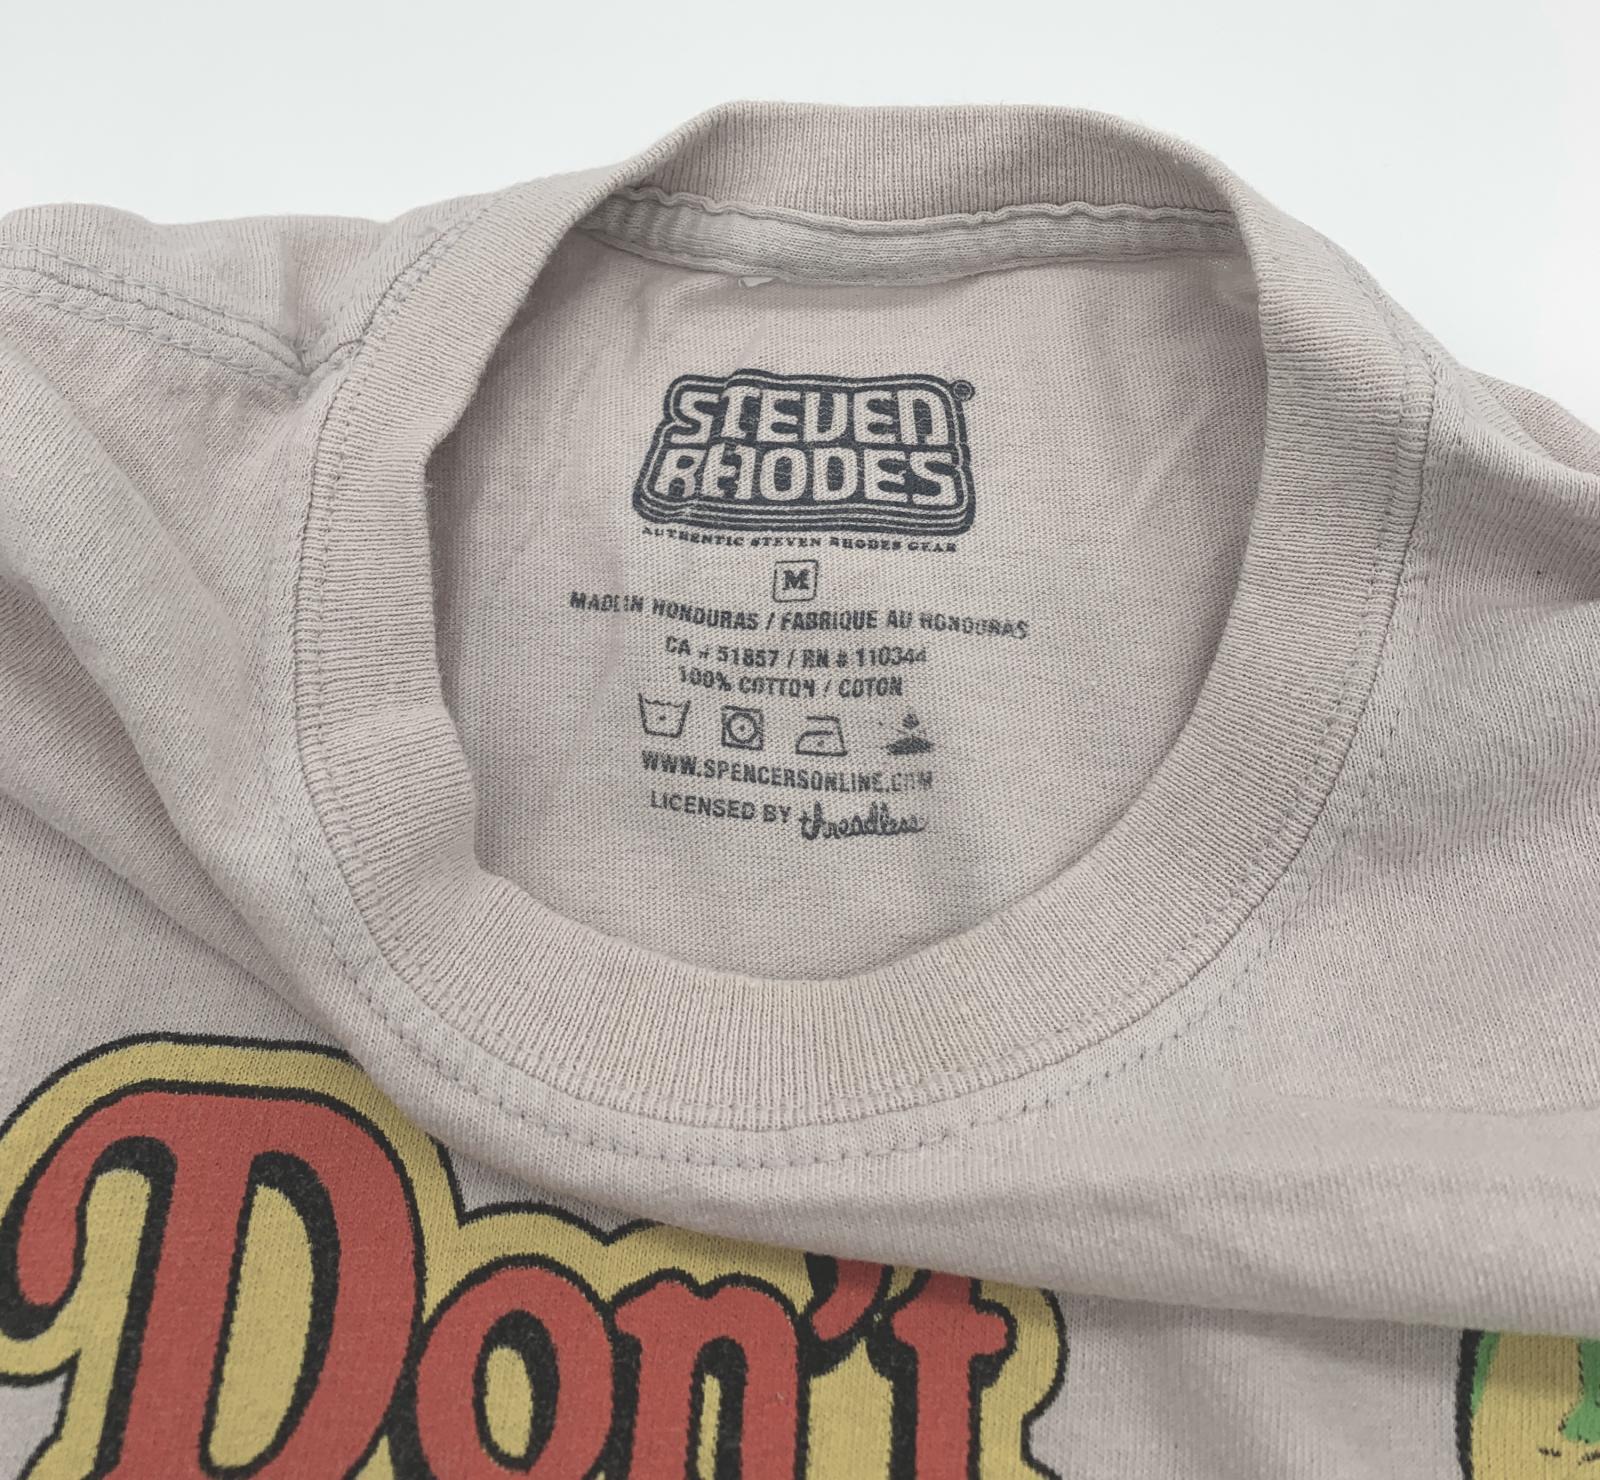 STEVEN
RHODES®
AUTHENTIC STEVEN RHODES GEAR
M
MADE IN HONDURAS / FABRIQUE AU HONDURAS
CA # 51857 / RN # 110344
100% COTTON / COTON
WWW.SPENCERSONLINE.COM
LICENSED BY threadless
Don't